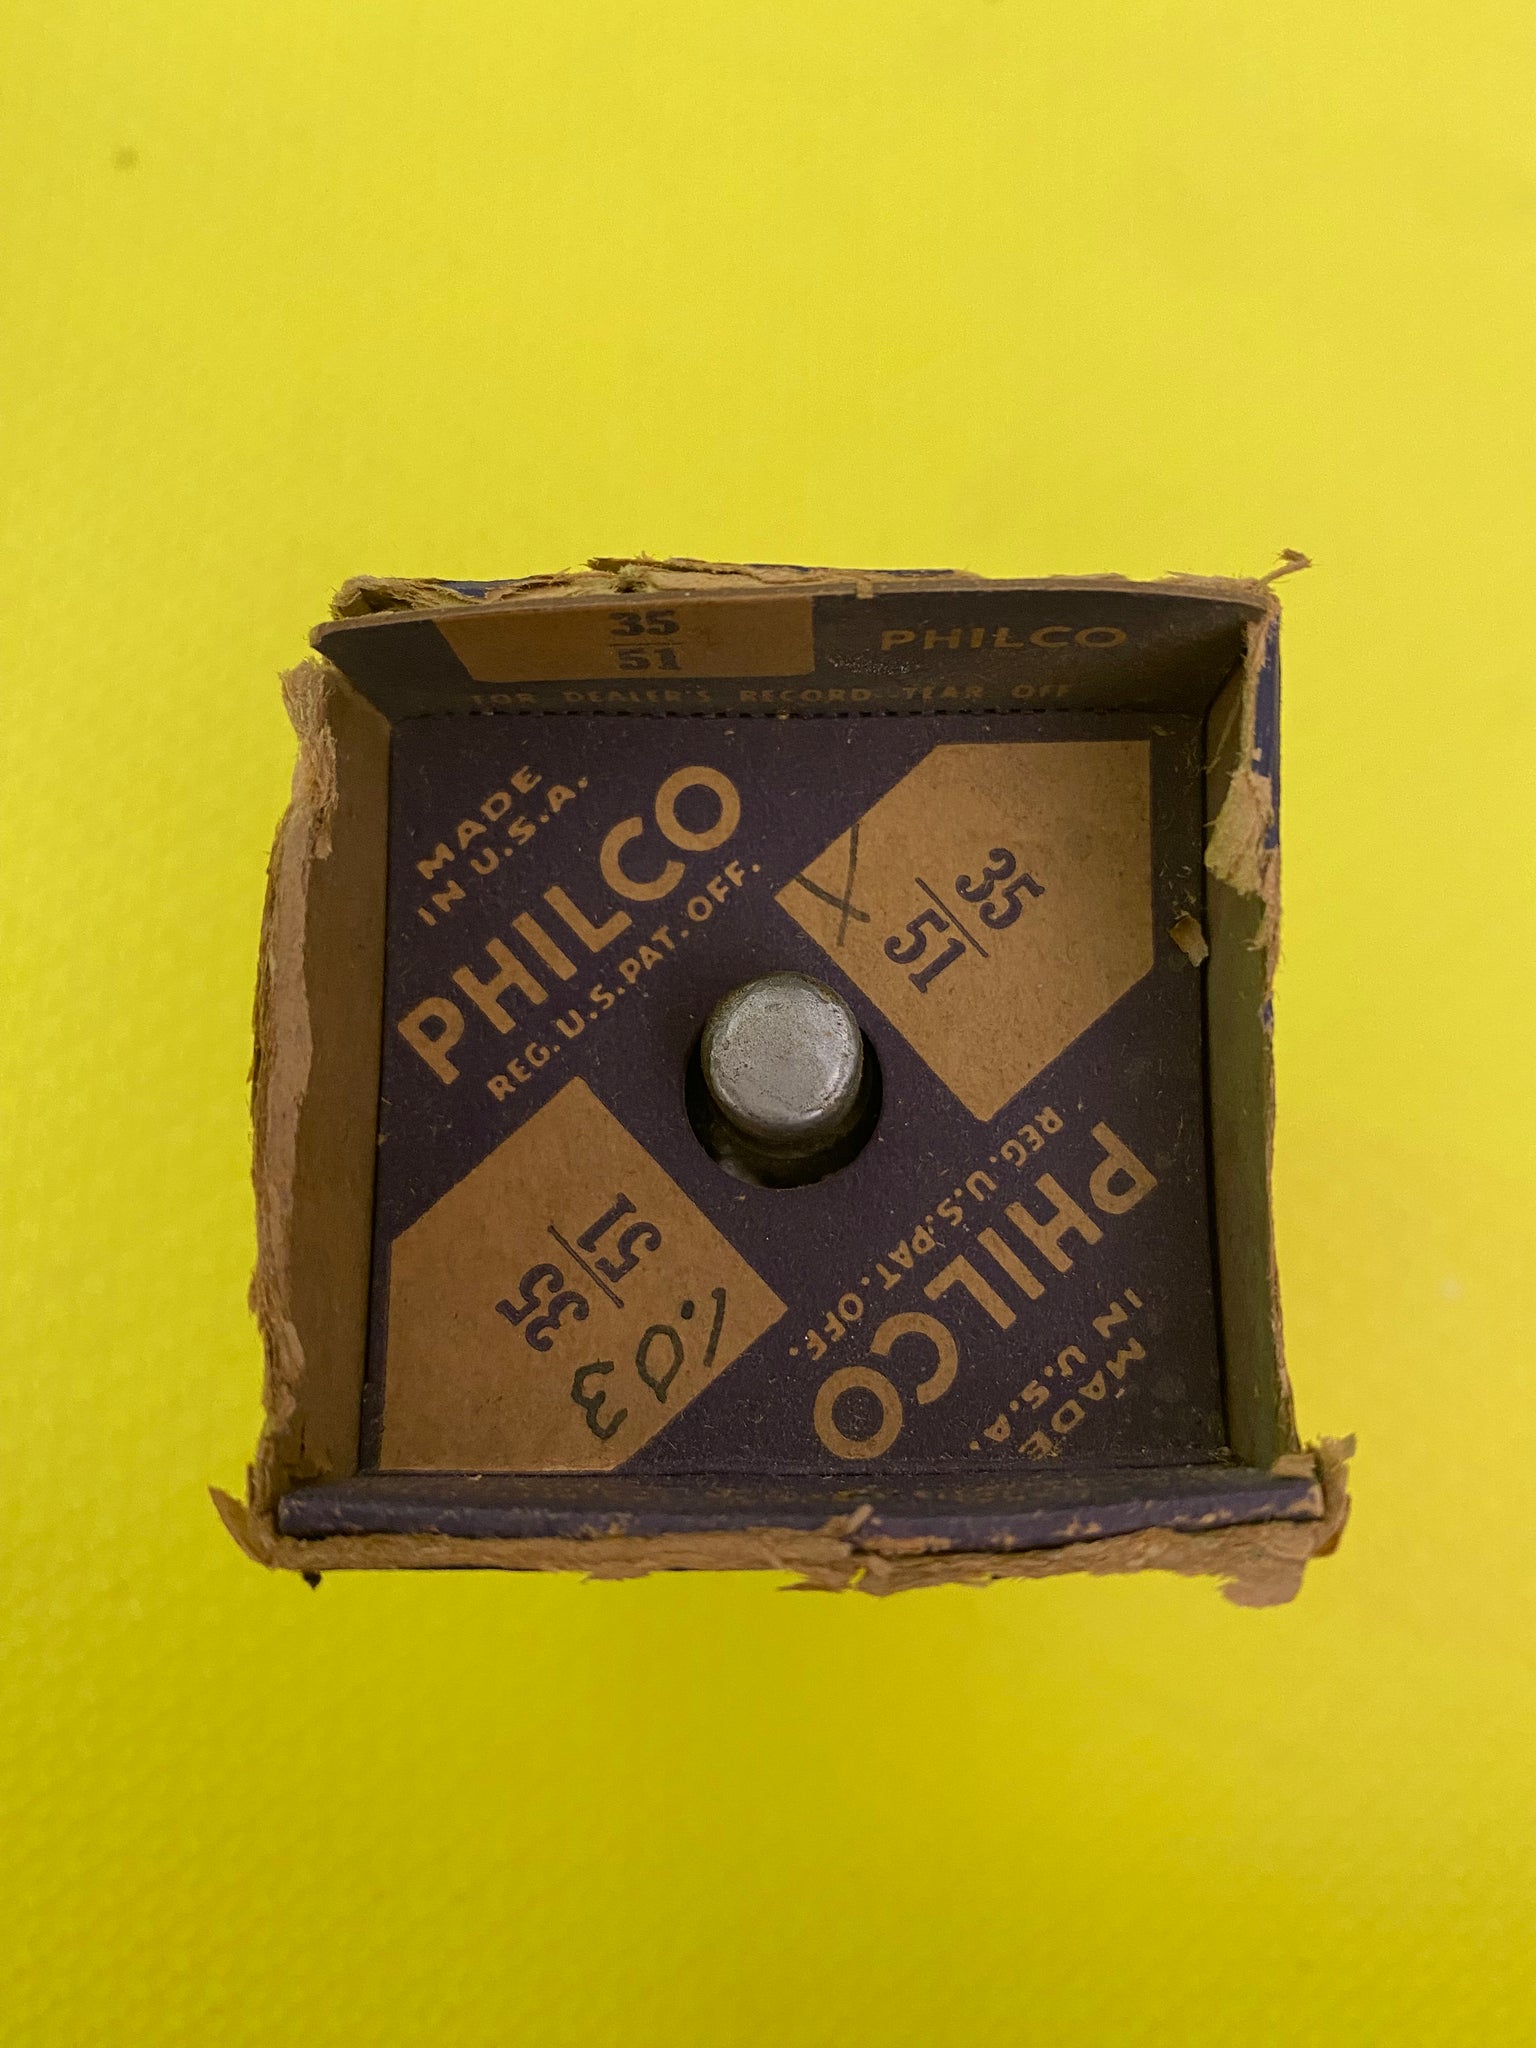 35
51
PHILCO
FOR DEALER'S RECORD TEAR OFF
MADE
IN U.S.A.
PHILCO
REG. U.S. PAT. OFF.
35
51
35
51
1.03
PHILCO
REG. U.S. PAT. OFF.
MADE
IN U.S.A.